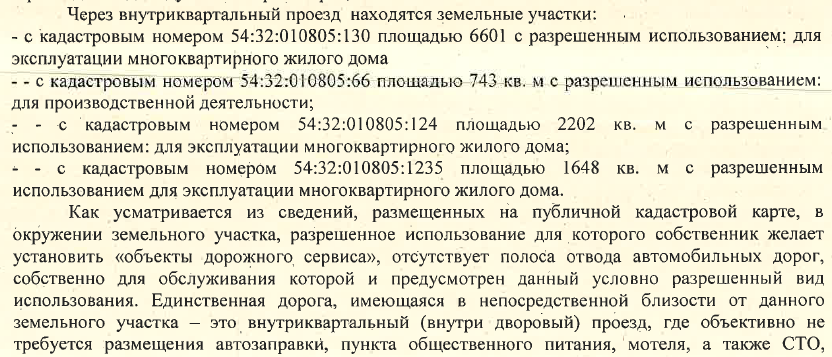 Через внутриквартальный проезд находятся земельные участки:
- с кадастровым номером 54:32:010805:130 площадью 6601 с разрешенным использованием; для
эксплуатации многоквартирного жилого дома
- - с кадастровым номером 54:32:010805:66 площадью 743 кв. м с разрешенным использованием:
для производственной деятельности;
- - с кадастровым номером 54:32:010805:124 площадью 2202 кв. м с разрешенным
использованием: для эксплуатации многоквартирного жилого дома;
- - с кадастровым номером 54:32:010805:1235 площадью 1648 кв. м с разрешенным
использованием для эксплуатации многоквартирного жилого дома.
Как усматривается из сведений, размещенных на публичной кадастровой карте, в
окружении земельного участка, разрешенное использование для которого собственник желает
установить «объекты дорожного сервиса», отсутствует полоса отвода автомобильных дорог,
собственно для обслуживания которой и предусмотрен данный условно разрешенный вид
использования. Единственная дорога, имеющаяся в непосредственной близости от данного
земельного участка – это внутриквартальный (внутри дворовый) проезд, где объективно не
требуется размещения автозаправки, пункта общественного питания, мотеля, а также СТО,